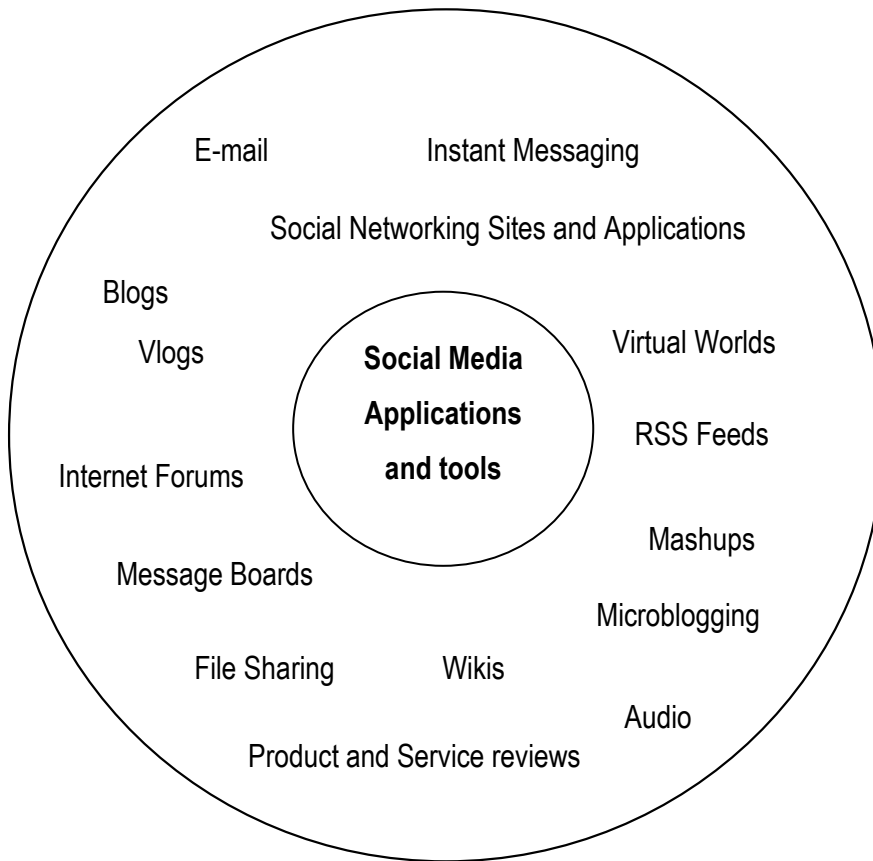 E-mail
Instant Messaging
Social Networking Sites and Applications
Blogs
Vlogs
Social Media
Applications
and tools
Virtual Worlds
RSS Feeds
Internet Forums
Mashups
Message Boards
Microblogging
File Sharing
Wikis
Audio
Product and Service reviews